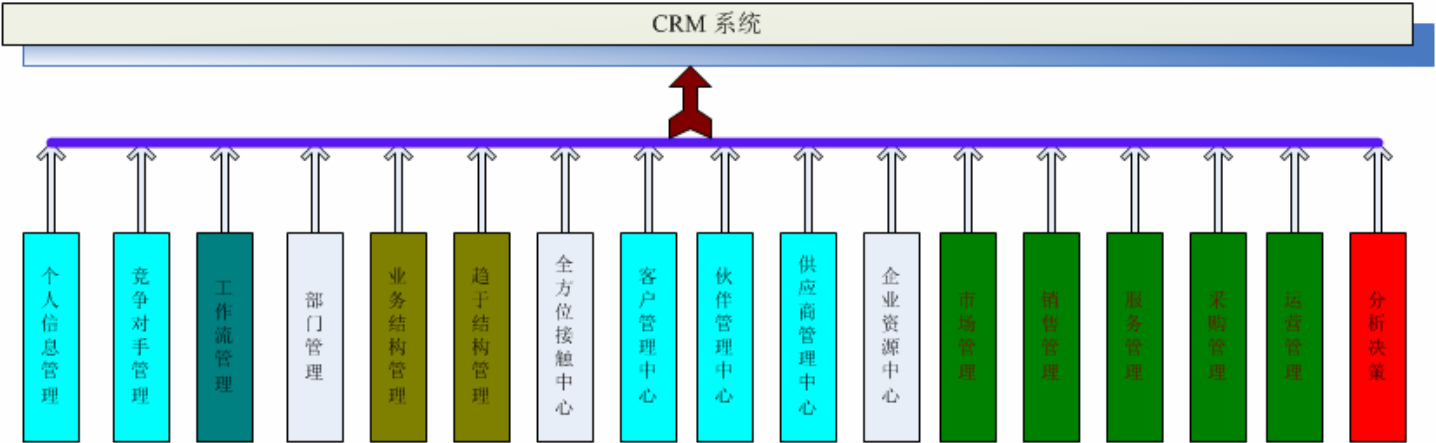 CRM 系统
个人信息管理
竞争对手管理
工作流管理
部门管理
业务结构管理
趋于结构管理
全方位接触中心
客户管理中心
伙伴管理中心
供应商管理中心
企业资源中心
市场管理
销售管理
服务管理
采购管理
运营管理
分析决策